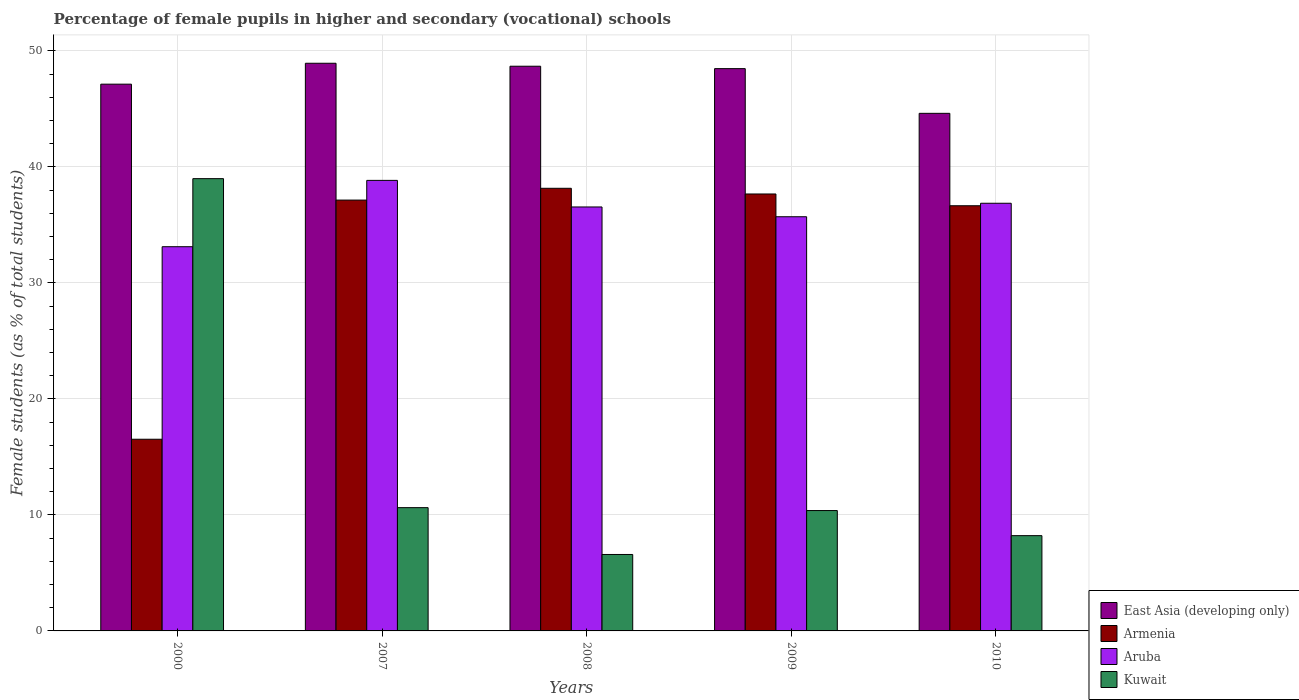 Percentage of female pupils in higher and secondary (vocational) schools
Female students (as % of total students)
50
40
30
20
10
0
2000
2007
2008
2009
2010
Years
East Asia (developing only)
Armenia
Aruba
Kuwait